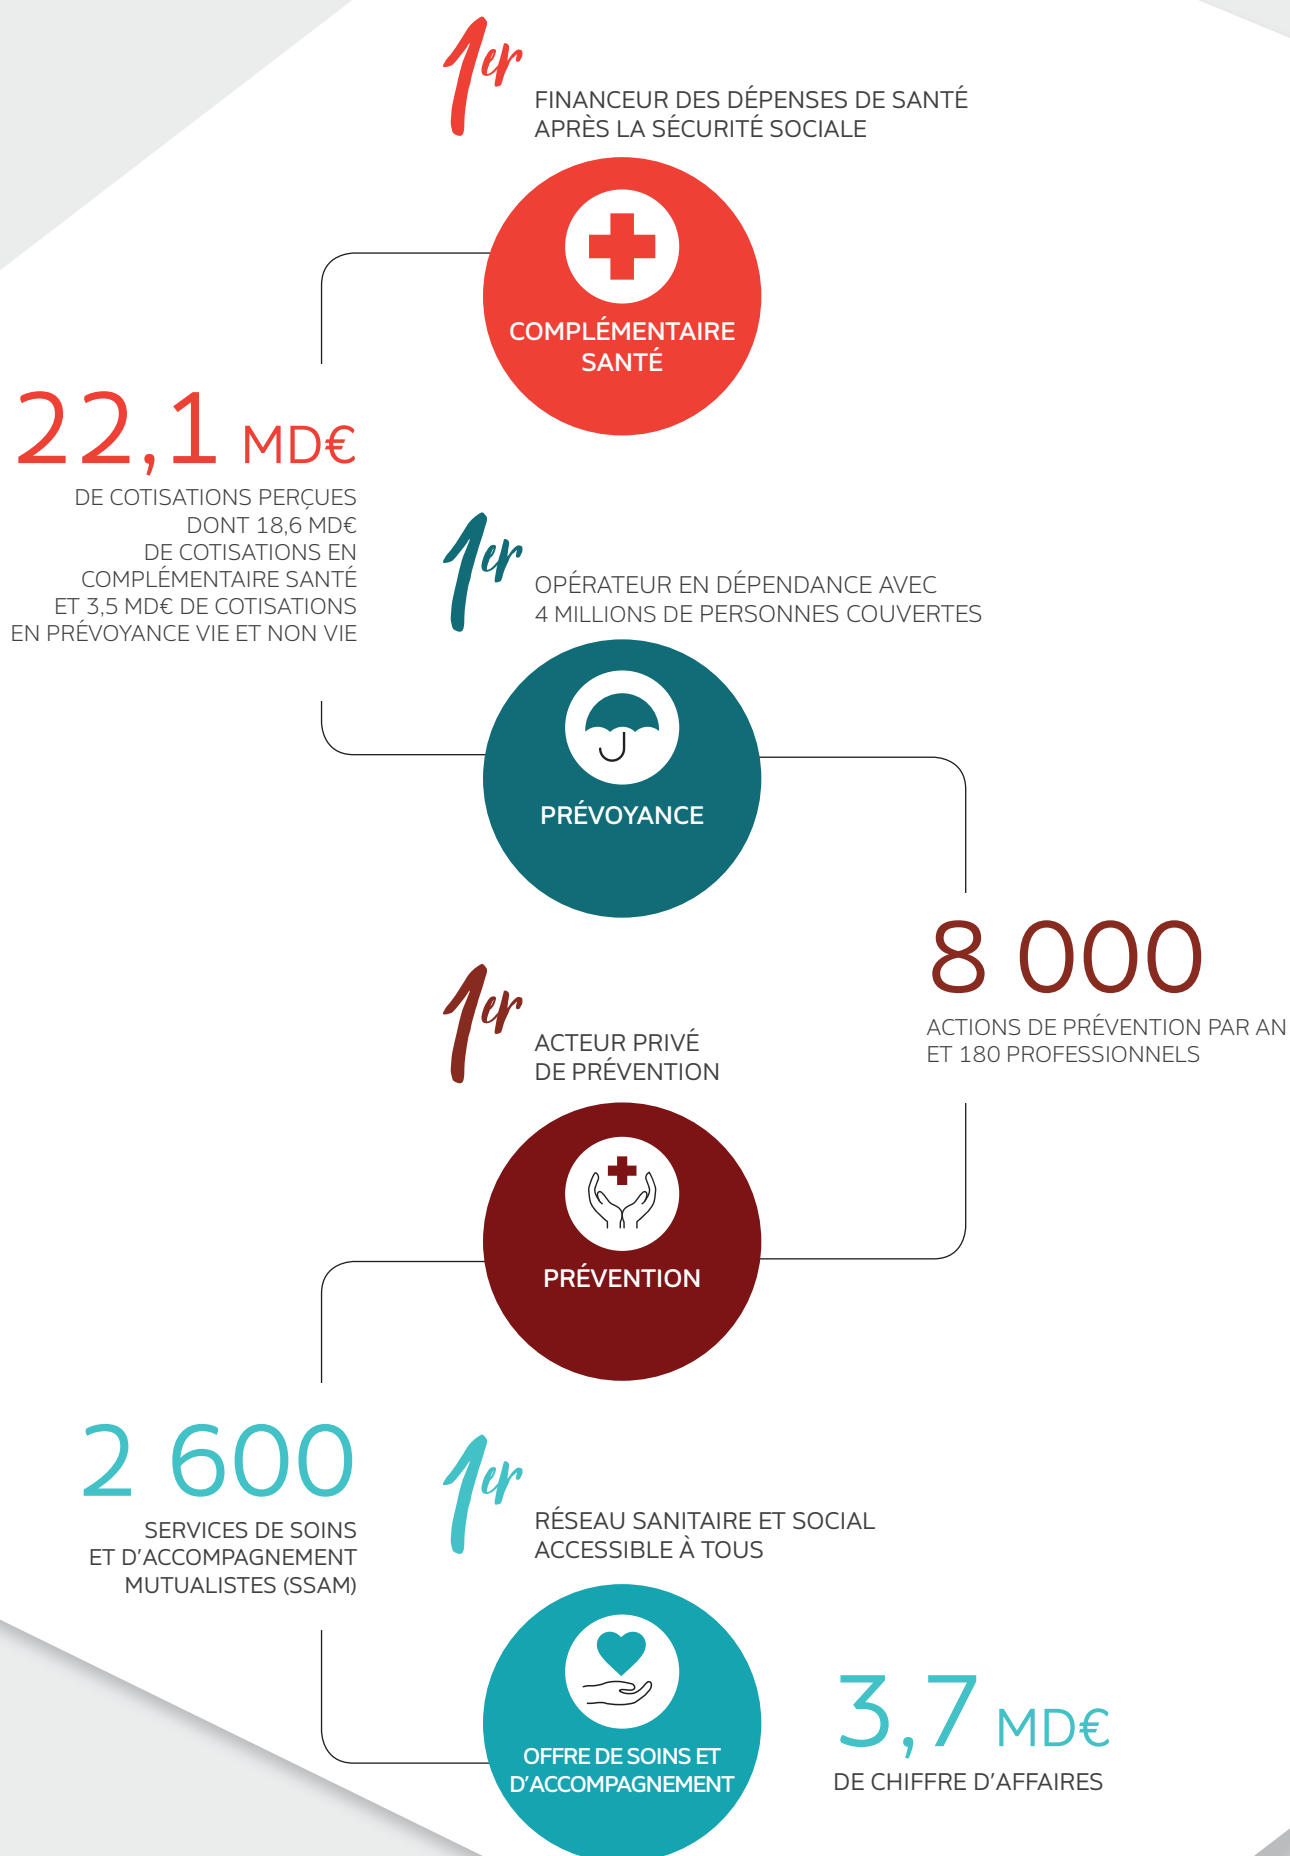 1er
FINANCEUR DES DÉPENSES DE SANTÉ
APRÈS LA SÉCURITÉ SOCIALE
COMPLÉMENTAIRE
SANTÉ
22,1 MD€
DE COTISATIONS PERÇUES
DONT 18,6 MD€
DE COTISATIONS EN
COMPLÉMENTAIRE SANTÉ
ET 3,5 MD€ DE COTISATIONS
EN PRÉVOYANCE VIE ET NON VIE
1er
OPÉRATEUR EN DÉPENDANCE AVEC
4 MILLIONS DE PERSONNES COUVERTES
PRÉVOYANCE
8 000
ACTIONS DE PRÉVENTION PAR AN
ET 180 PROFESSIONNELS
1er
ACTEUR PRIVÉ
DE PRÉVENTION
PRÉVENTION
2 600
SERVICES DE SOINS
ET D'ACCOMPAGNEMENT
MUTUALISTES (SSAM)
1er
RÉSEAU SANITAIRE ET SOCIAL
ACCESSIBLE À TOUS
OFFRE DE SOINS ET
D'ACCOMPAGNEMENT
3,7 MD€
DE CHIFFRE D'AFFAIRES